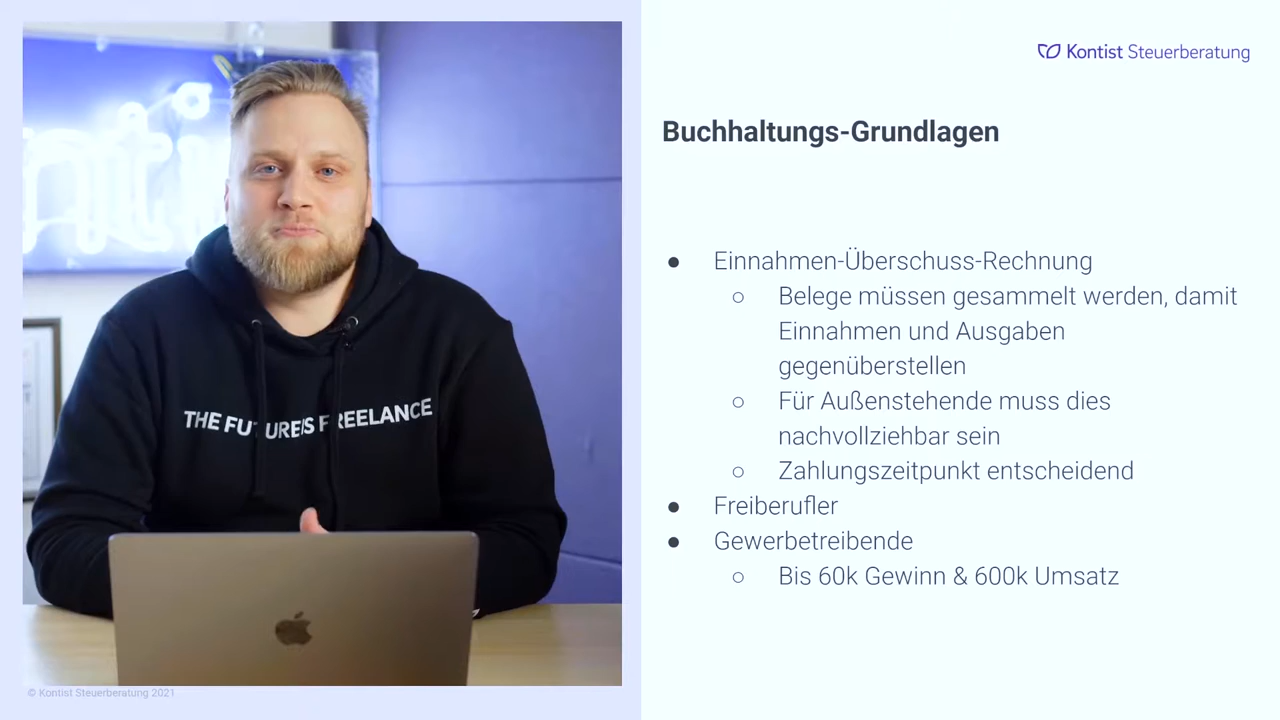 Kontist Steuerberatung
Buchhaltungs-Grundlagen
● Einnahmen-Überschuss-Rechnung
○ Belege müssen gesammelt werden, damit
Einnahmen und Ausgaben
gegenüberstellen
○ Für Außenstehende muss dies
nachvollziehbar sein
○ Zahlungszeitpunkt entscheidend
● Freiberufler
● Gewerbetreibende
○ Bis 60k Gewinn & 600k Umsatz
nti
THE FUTURE IS FREELANCE
© Kontist Steuerberatung 2021